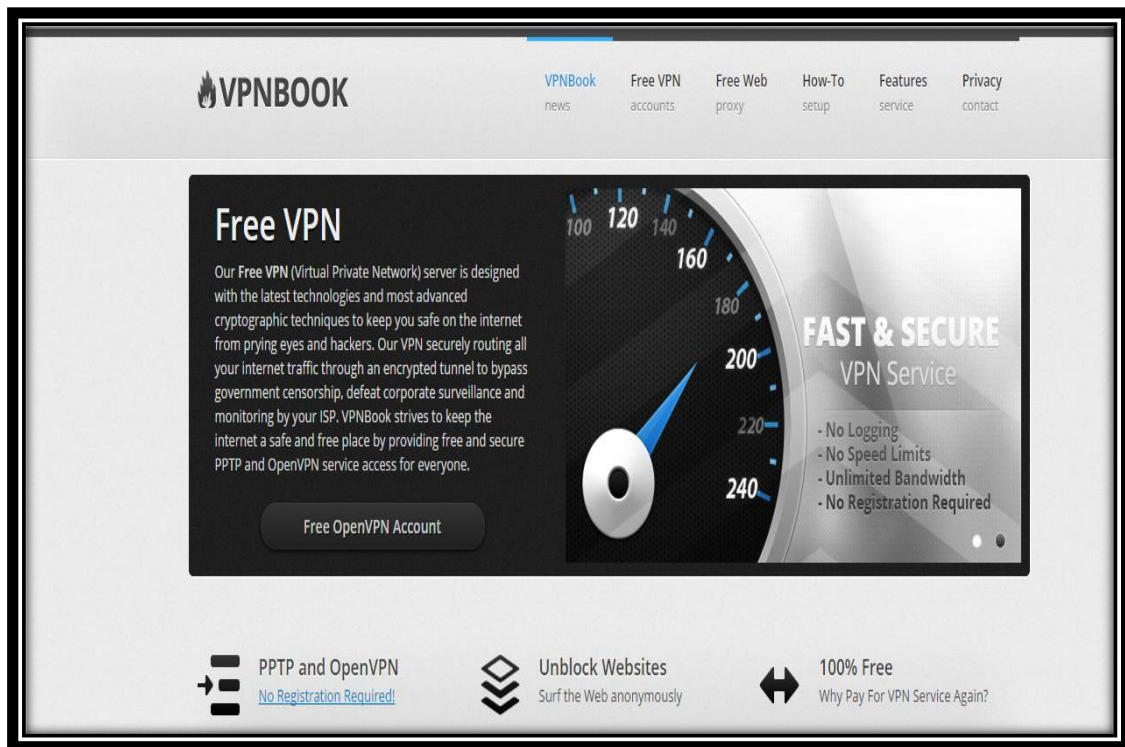 VPNBOOK
VPNBook
news
Free VPN
accounts
Free Web
proxy
How-To
setup
Features
service
Privacy
contact
Free VPN
Our Free VPN (Virtual Private Network) server is designed
with the latest technologies and most advanced
cryptographic techniques to keep you safe on the internet
from prying eyes and hackers. Our VPN securely routing all
your internet traffic through an encrypted tunnel to bypass
government censorship, defeat corporate surveillance and
monitoring by your ISP. VPNBook strives to keep the
internet a safe and free place by providing free and secure
PPTP and OpenVPN service access for everyone.
Free OpenVPN Account
100
120
140
160
180
200
220
240
FAST & SECURE
VPN Service
- No Logging
- No Speed Limits
- Unlimited Bandwidth
- No Registration Required
PPTP and OpenVPN
No Registration Required!
Unblock Websites
Surf the Web anonymously
100% Free
Why Pay For VPN Service Again?